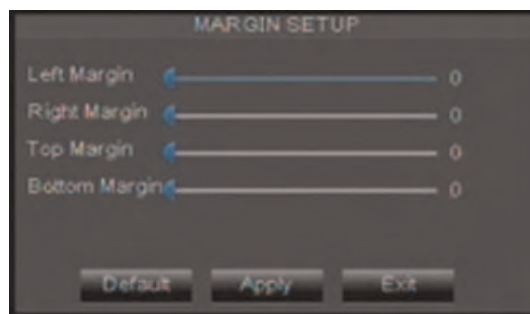 MARGIN SETUP
Left Margin 0
Right Margin 0
Top Margin 0
Bottom Margin 0
Default Apply Exit